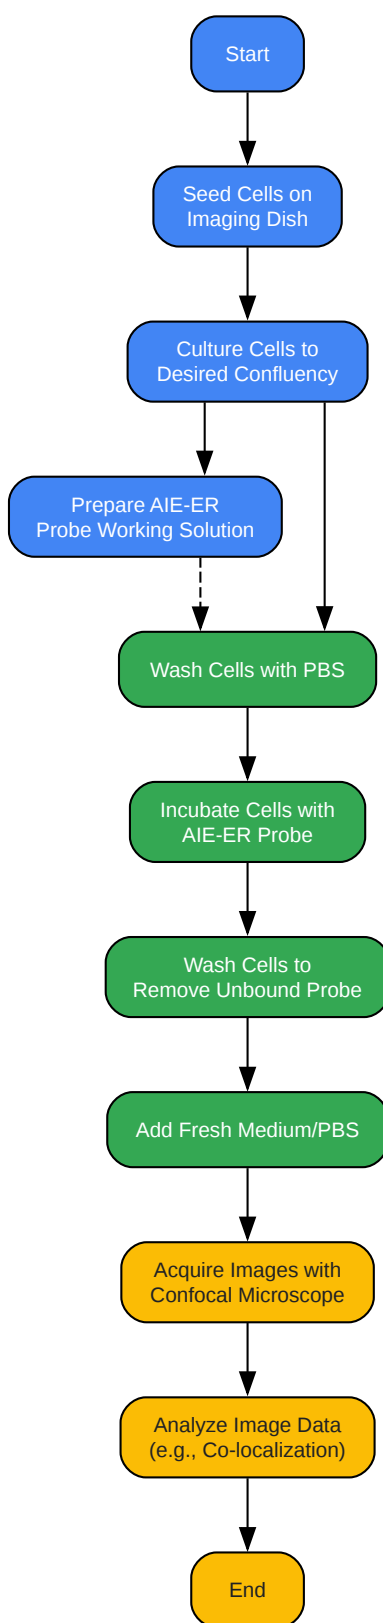 Start
Seed Cells on
Imaging Dish
Culture Cells to
Desired Confluency
Prepare AIE-ER
Probe Working Solution
Wash Cells with PBS
Incubate Cells with
AIE-ER Probe
Wash Cells to
Remove Unbound Probe
Add Fresh Medium/PBS
Acquire Images with
Confocal Microscope
Analyze Image Data
(e.g., Co-localization)
End